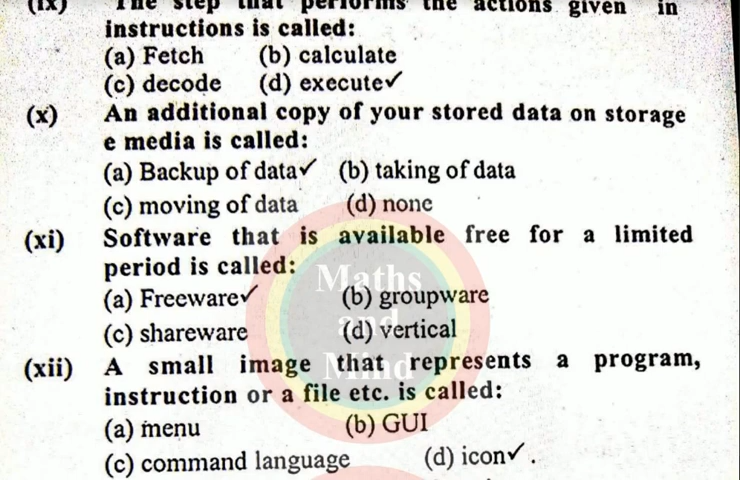 (ix) The step that performs the actions given in
instructions is called:
(a) Fetch (b) calculate
(c) decode (d) execute✓
(x) An additional copy of your stored data on storage
e media is called:
(a) Backup of data✓ (b) taking of data
(c) moving of data (d) none
(xi) Software that is available free for a limited
period is called:
(a) Freeware✓ (b) groupware
(c) shareware (d) vertical
(xii) A small image that represents a program,
instruction or a file etc. is called:
(a) menu (b) GUI
(c) command language (d) icon✓.
Maths
and
Mind